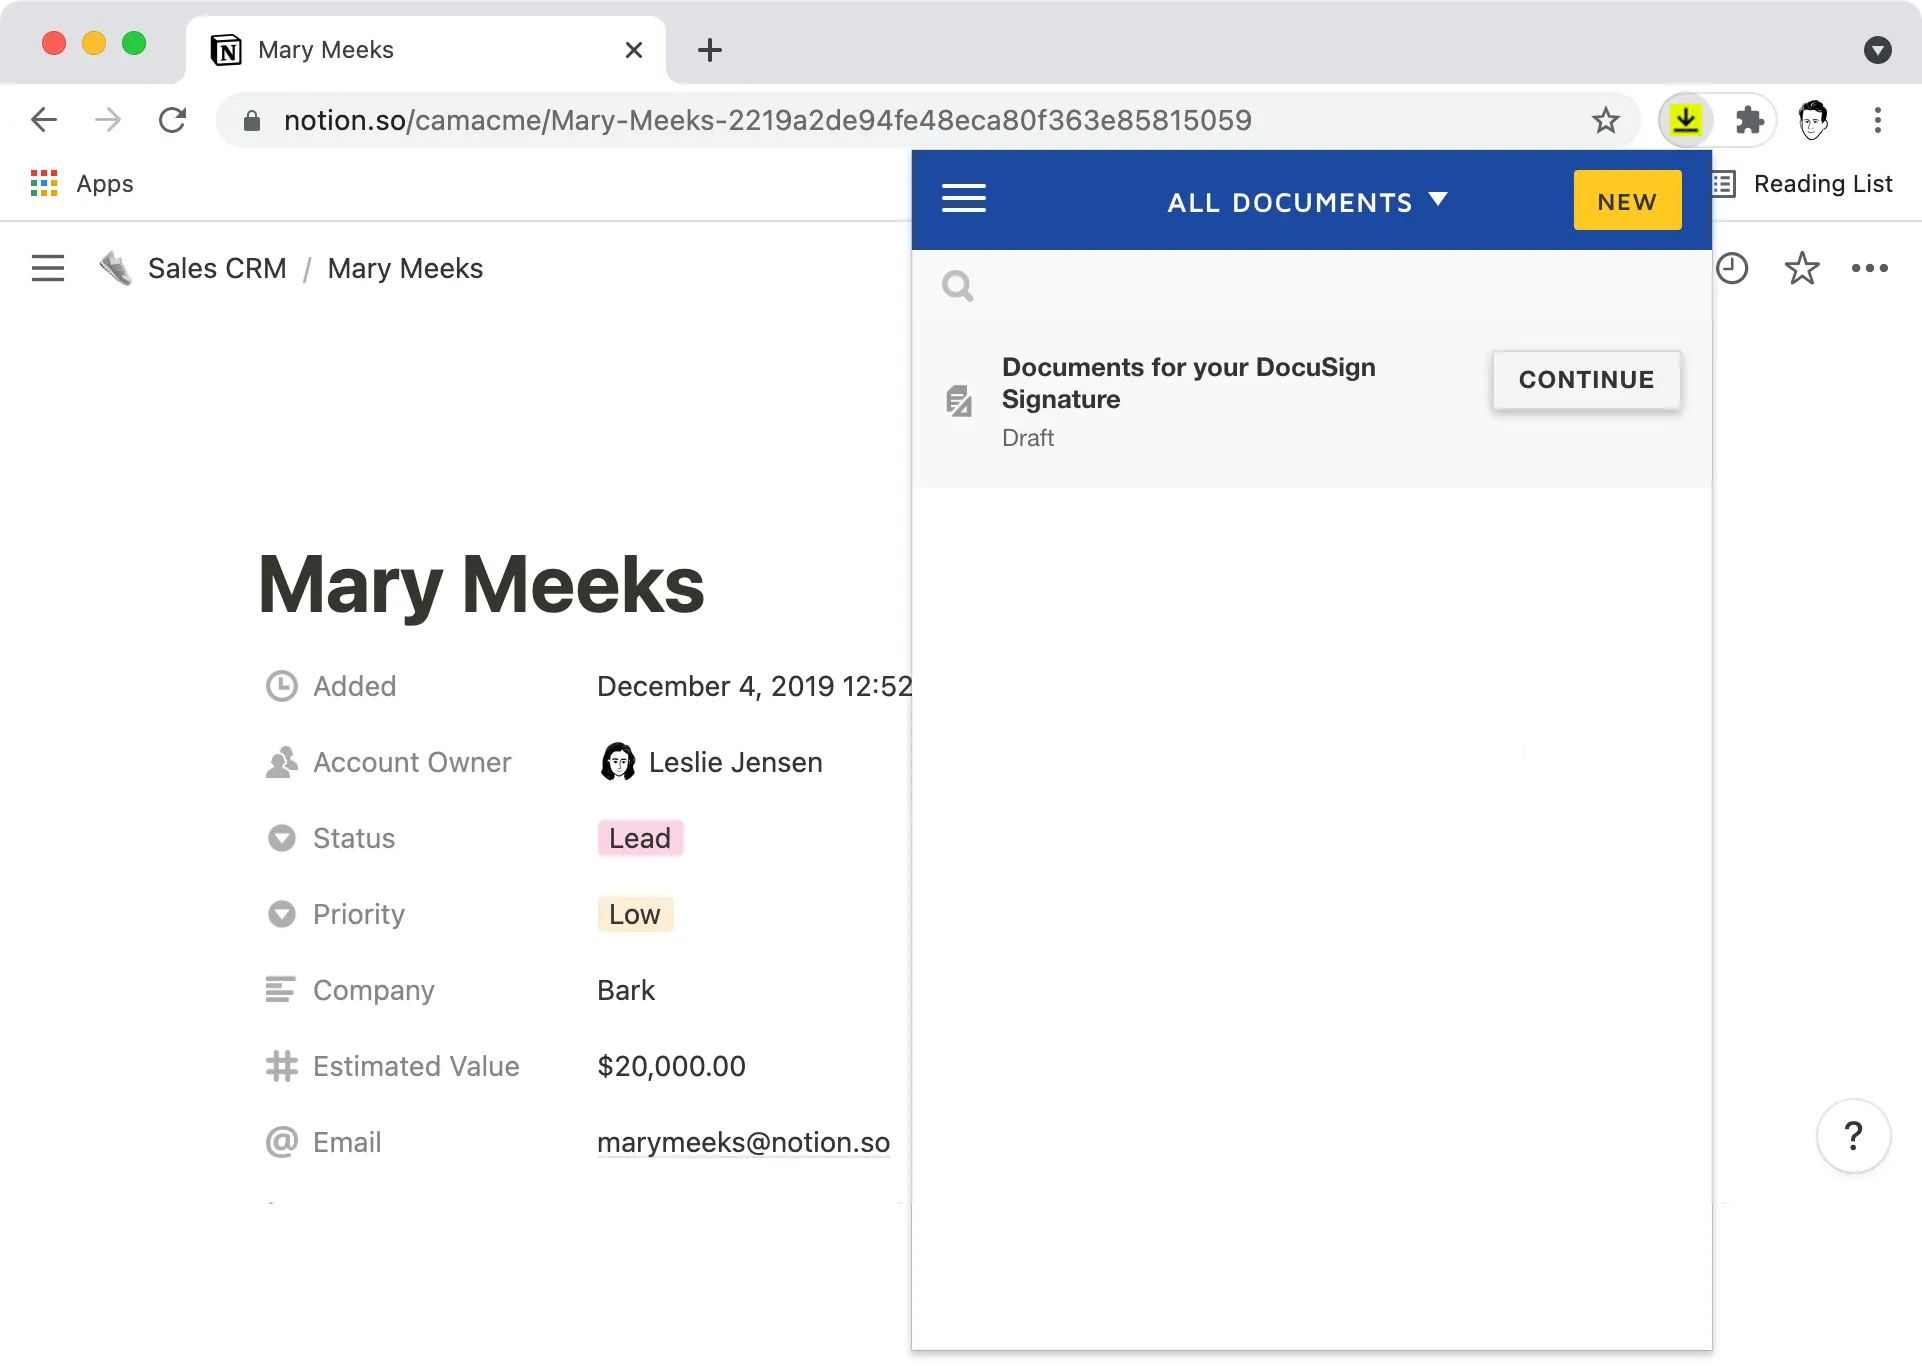 Mary Meeks
notion.so/camacme/Mary-Meeks-2219a2de94fe48eca80f363e85815059
Apps
Reading List
ALL DOCUMENTS
NEW
Sales CRM / Mary Meeks
Documents for your DocuSign
Signature
Draft
CONTINUE
Mary Meeks
Added December 4, 2019 12:52
Account Owner Leslie Jensen
Status Lead
Priority Low
Company Bark
Estimated Value $20,000.00
Email marymeeks@notion.so
?